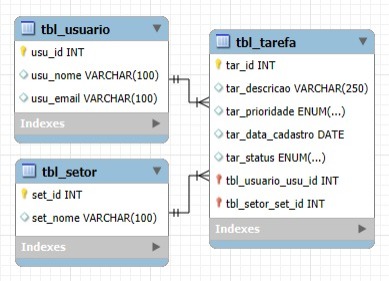 tbl_usuario
usu_id INT
usu_nome VARCHAR(100)
usu_email VARCHAR(100)
Indexes
tbl_setor
set_id INT
set_nome VARCHAR(100)
Indexes
tbl_tarefa
tar_id INT
tar_descricao VARCHAR(250)
tar_prioridade ENUM(...)
tar_data_cadastro DATE
tar_status ENUM(...)
tbl_usuario_usu_id INT
tbl_setor_set_id INT
Indexes